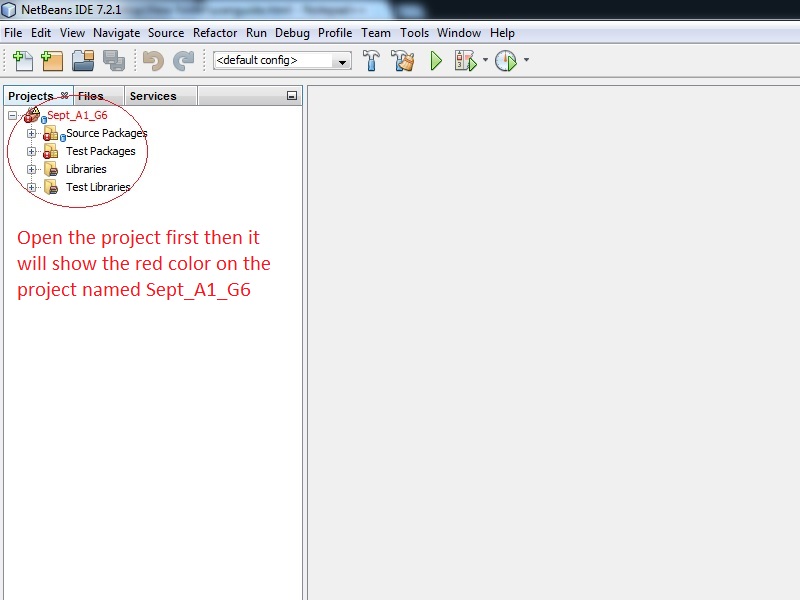 NetBeans IDE 7.2.1
File Edit View Navigate Source Refactor Run Debug Profile Team Tools Window Help
<default config>
Projects Files Services
Sept_A1_G6
Source Packages
Test Packages
Libraries
Test Libraries
Open the project first then it
will show the red color on the
project named Sept_A1_G6